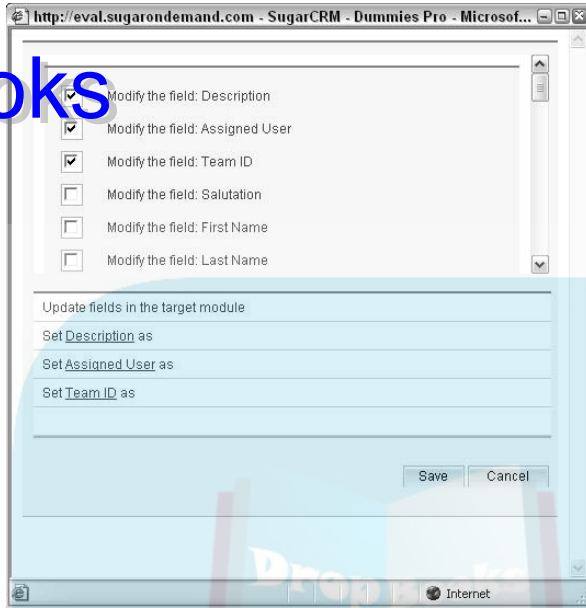 http://eval.sugarondemand.com - SugarCRM - Dummies Pro - Microsof...
oks
Modify the field: Description
Modify the field: Assigned User
Modify the field: Team ID
Modify the field: Salutation
Modify the field: First Name
Modify the field: Last Name
Update fields in the target module
Set Description as
Set Assigned User as
Set Team ID as
Save Cancel
Drop Books
Internet